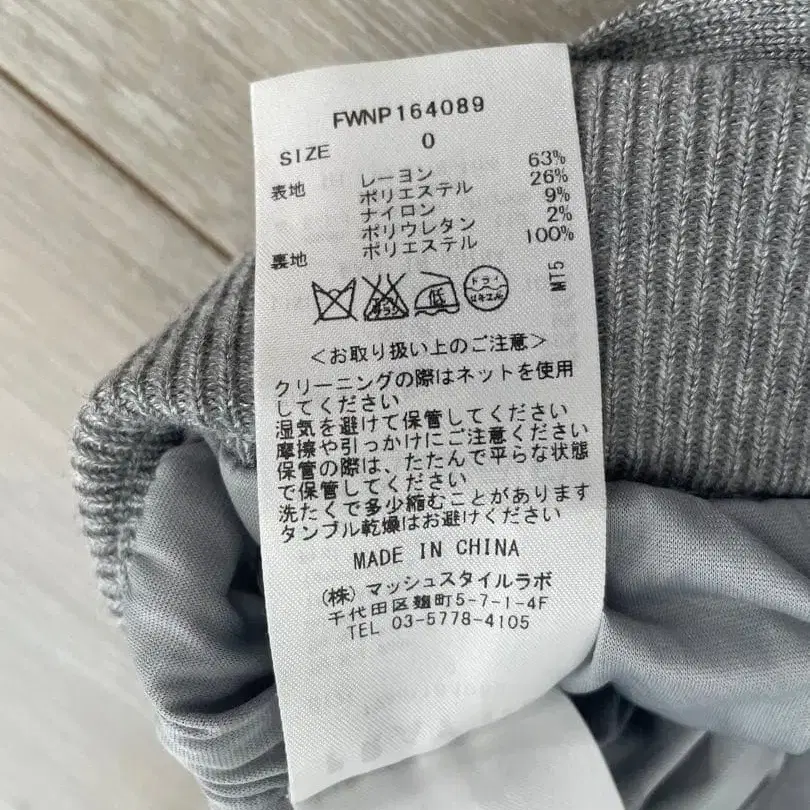 FWNP164089
SIZE 0
表地 レーヨン 63%
ポリエステル 26%
ナイロン 9%
ポリウレタン 2%
裏地 ポリエステル 100%
低 ドライ MT5
<お取り扱い上のご注意>
クリーニングの際はネットを使用
してください
湿気を避けて保管してください
摩擦や引っかけにご注意ください
保管の際は、たたんで平らな状態
で保管してください
洗たくで多少縮むことがあります
タンブル乾燥はお避けください
MADE IN CHINA
(株)マッシュスタイルラボ
千代田区麹町5-7-1-4F
TEL 03-5778-4105